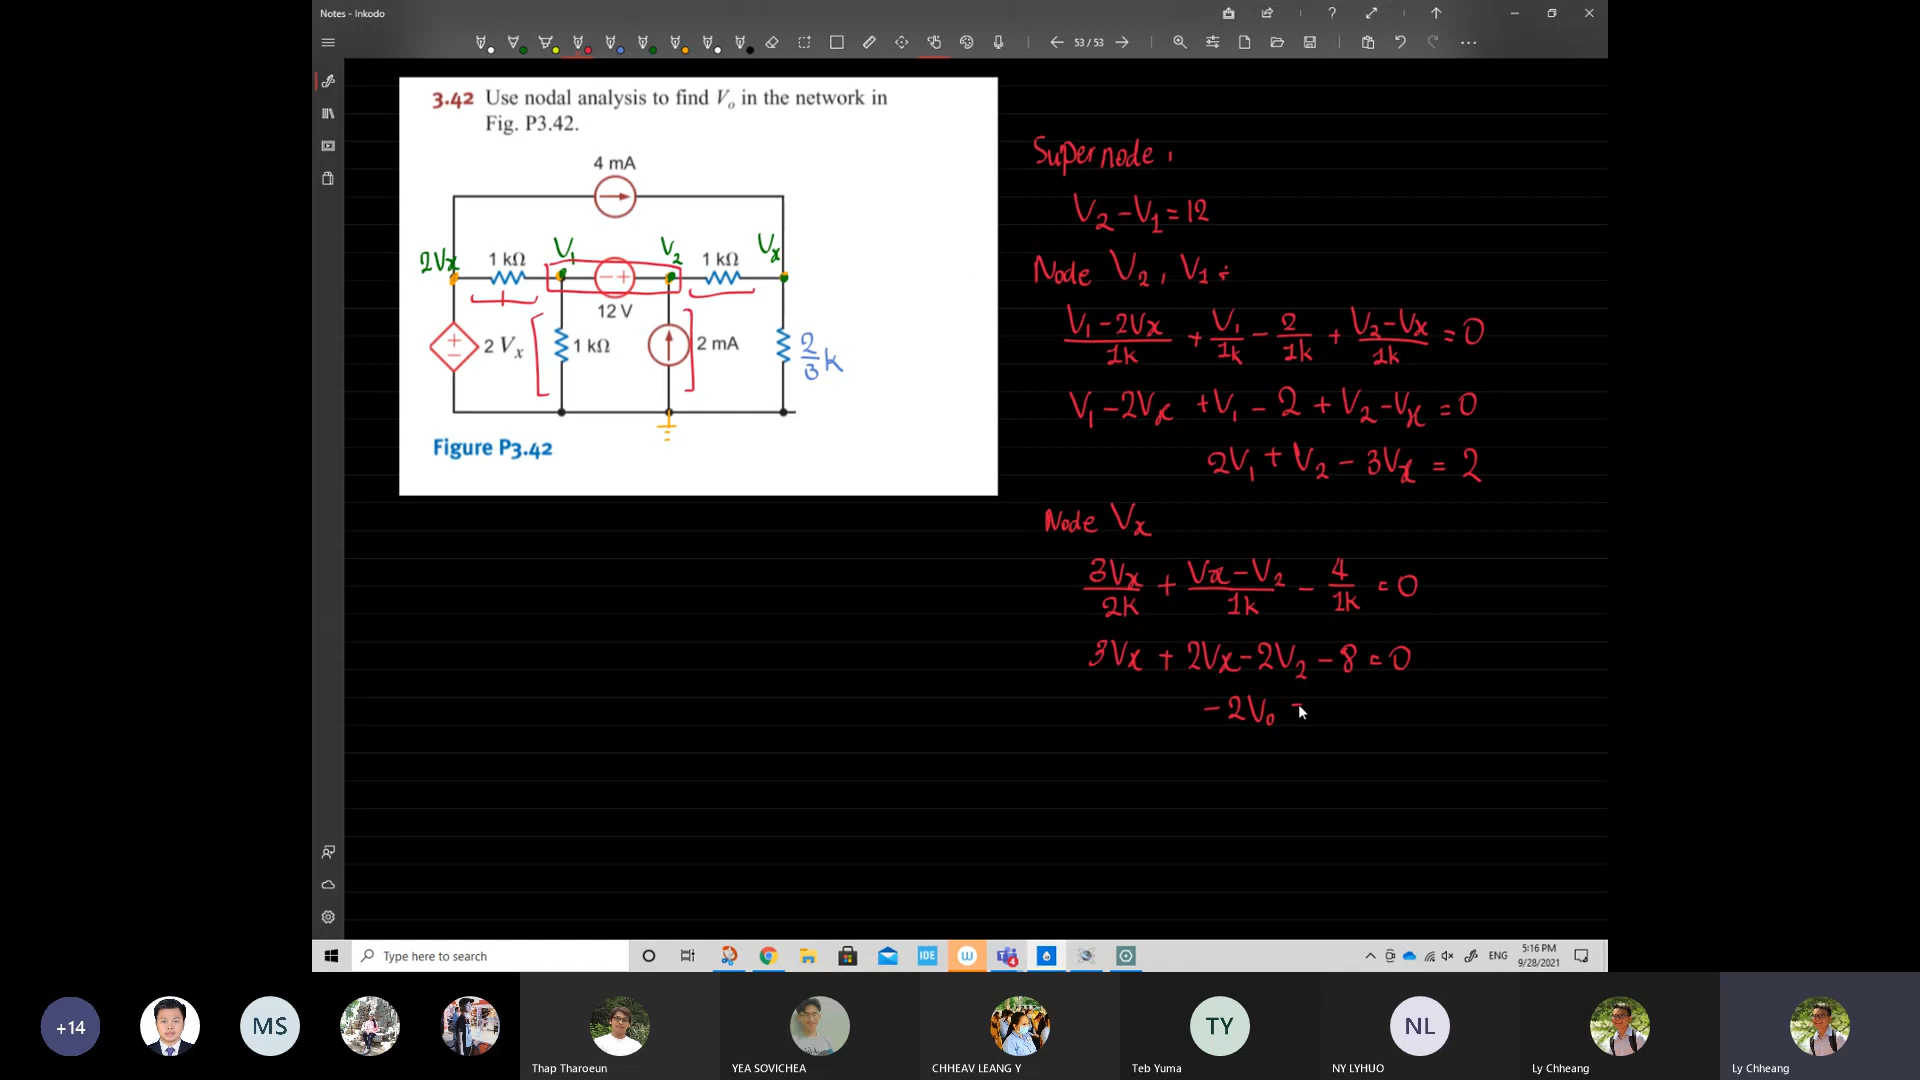 Notes - Inkodo
53 / 53
3.42 Use nodal analysis to find Vo in the network in
Fig. P3.42.
4 mA
2Vx
1 kΩ
V1
V2
1 kΩ
Vx
12 V
2 Vx
1 kΩ
2 mA
2/3 k
Figure P3.42
Supernode :
V2 - V1 = 12
Node V2, V1 :
(V1 - 2Vx)/1k + V1/1k - 2/1k + (V2 - Vx)/1k = 0
V1 - 2Vx + V1 - 2 + V2 - Vx = 0
2V1 + V2 - 3Vx = 2
Node Vx
3Vx/2k + (Vx - V2)/1k - 4/1k = 0
3Vx + 2Vx - 2V2 - 8 = 0
- 2Vo
Type here to search
IDE
W
4
ENG
5:16 PM
9/28/2021
+14
MS
TY
NL
Thap Tharoeun
YEA SOVICHEA
CHHEAV LEANG Y
Teb Yuma
NY LYHUO
Ly Chheang
Ly Chheang